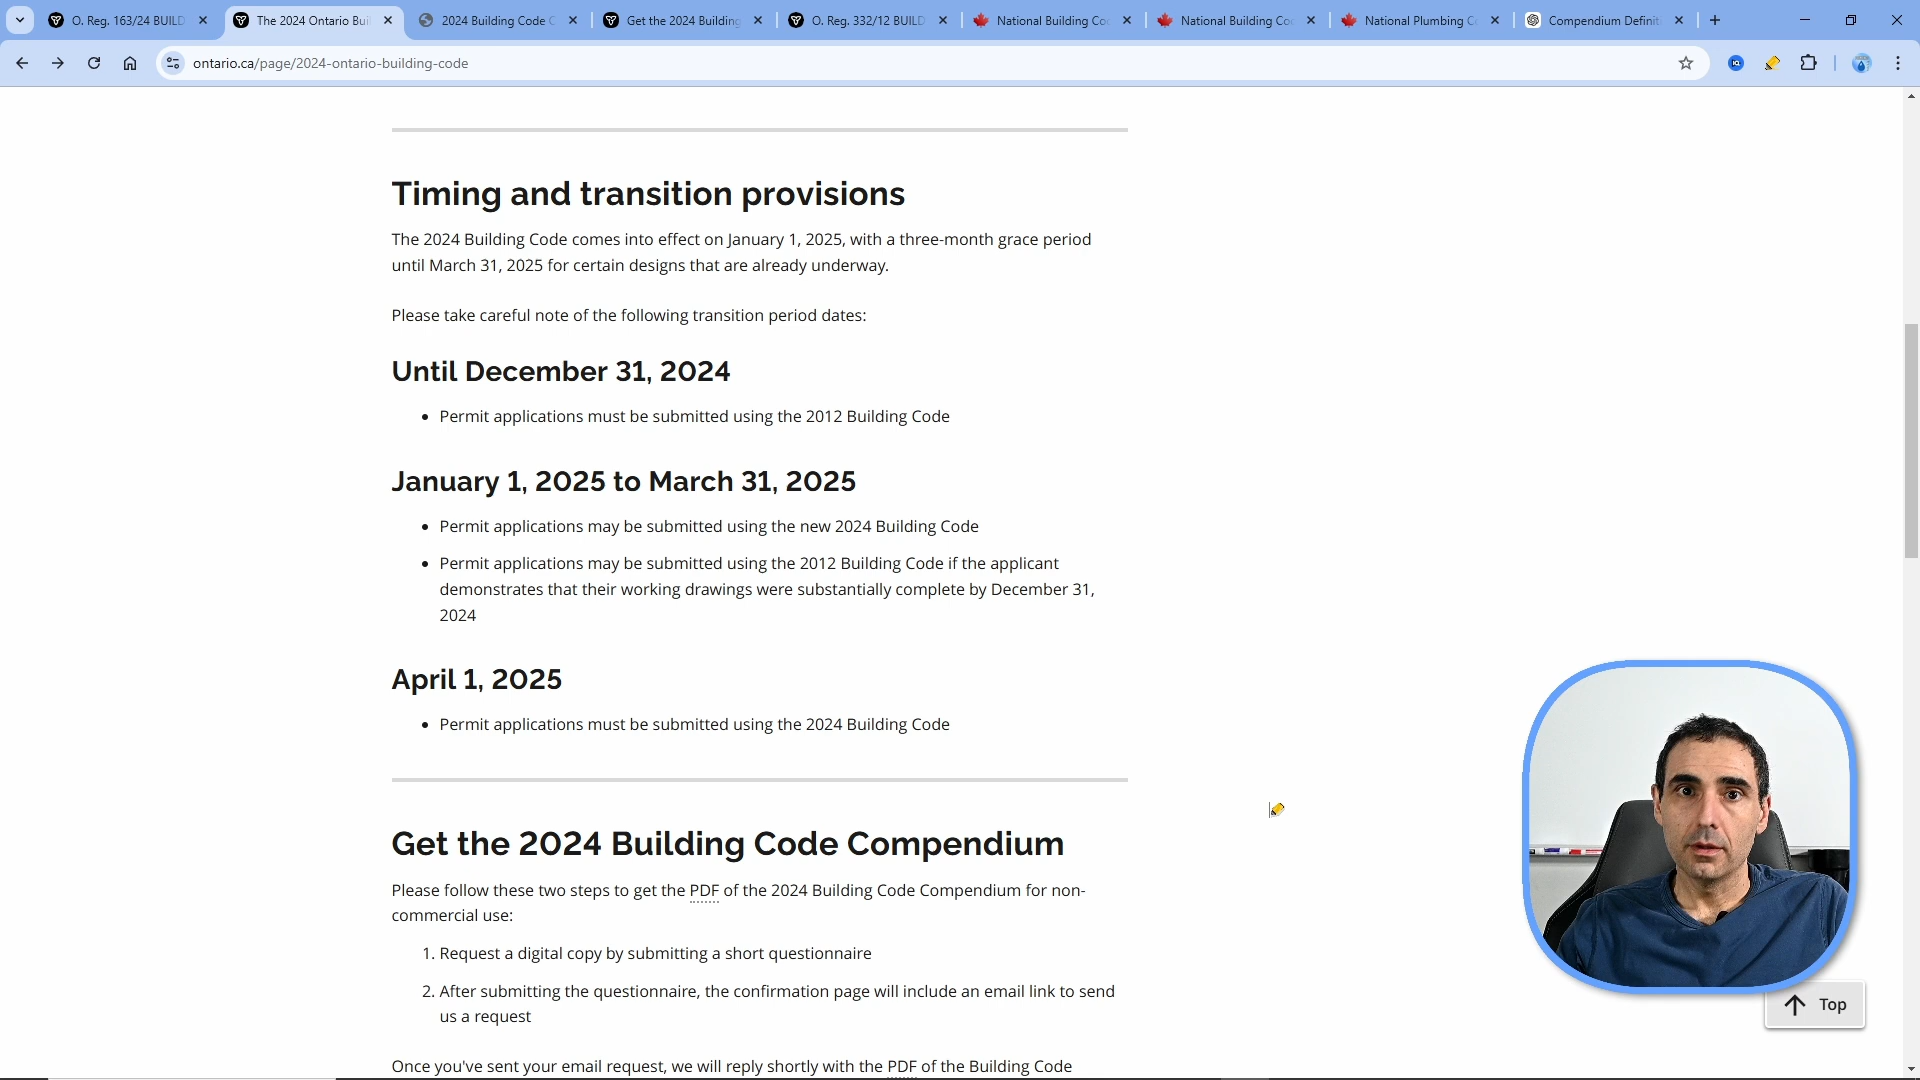 O. Reg. 163/24 BUILD
The 2024 Ontario Bui
2024 Building Code C
Get the 2024 Building
O. Reg. 332/12 BUILD
National Building Co
National Building Co
National Plumbing C
Compendium Definit
ontario.ca/page/2024-ontario-building-code
Timing and transition provisions
The 2024 Building Code comes into effect on January 1, 2025, with a three-month grace period
until March 31, 2025 for certain designs that are already underway.
Please take careful note of the following transition period dates:
Until December 31, 2024
• Permit applications must be submitted using the 2012 Building Code
January 1, 2025 to March 31, 2025
• Permit applications may be submitted using the new 2024 Building Code
• Permit applications may be submitted using the 2012 Building Code if the applicant
demonstrates that their working drawings were substantially complete by December 31,
2024
April 1, 2025
• Permit applications must be submitted using the 2024 Building Code
Get the 2024 Building Code Compendium
Please follow these two steps to get the PDF of the 2024 Building Code Compendium for non-
commercial use:
1. Request a digital copy by submitting a short questionnaire
2. After submitting the questionnaire, the confirmation page will include an email link to send
us a request
Top
Once you've sent your email request, we will reply shortly with the PDF of the Building Code